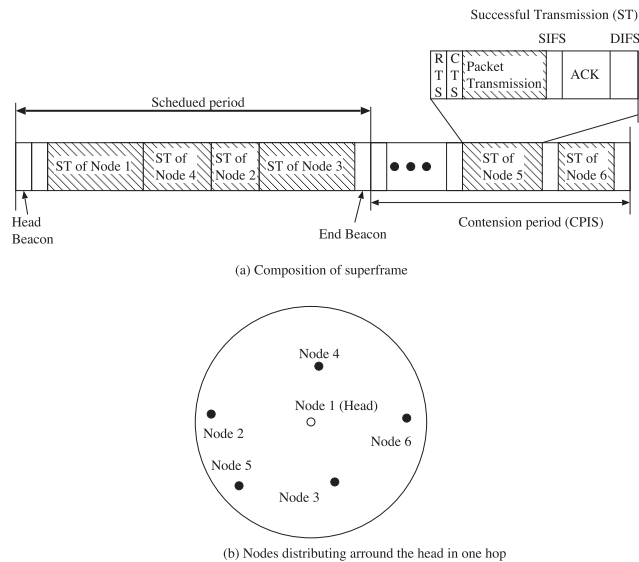 Successful Transmission (ST)
SIFS DIFS
RTS
CTS
Packet
Transmission
ACK
Schedued period
ST of Node 1
ST of
Node 4
ST of
Node 2
ST of Node 3
ST of
Node 5
ST of
Node 6
Head
Beacon
End Beacon
Contension period (CPIS)
(a) Composition of superframe
Node 4
Node 1 (Head)
Node 2
Node 6
Node 5
Node 3
(b) Nodes distributing arround the head in one hop